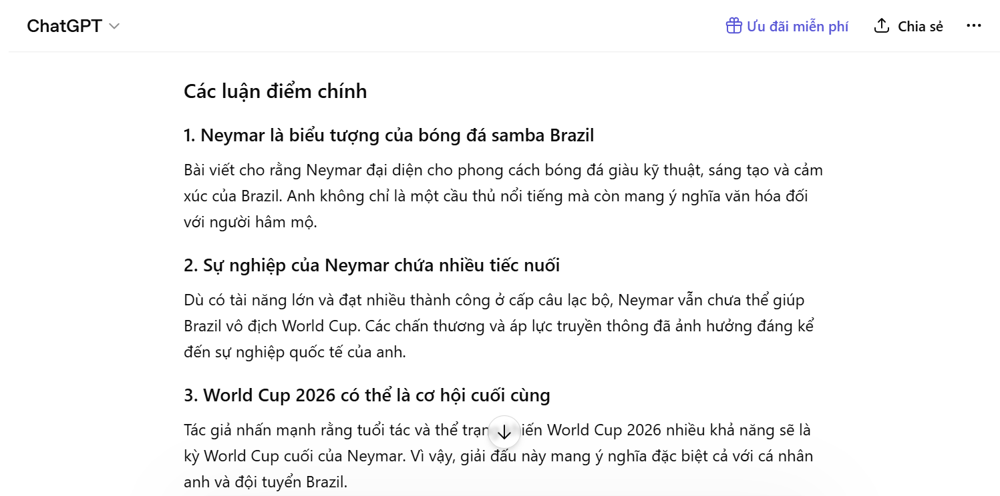 ChatGPT
Ưu đãi miễn phí
Chia sẻ
Các luận điểm chính
1. Neymar là biểu tượng của bóng đá samba Brazil
Bài viết cho rằng Neymar đại diện cho phong cách bóng đá giàu kỹ thuật, sáng tạo và cảm
xúc của Brazil. Anh không chỉ là một cầu thủ nổi tiếng mà còn mang ý nghĩa văn hóa đối
với người hâm mộ.
2. Sự nghiệp của Neymar chứa nhiều tiếc nuối
Dù có tài năng lớn và đạt nhiều thành công ở cấp câu lạc bộ, Neymar vẫn chưa thể giúp
Brazil vô địch World Cup. Các chấn thương và áp lực truyền thông đã ảnh hưởng đáng kể
đến sự nghiệp quốc tế của anh.
3. World Cup 2026 có thể là cơ hội cuối cùng
Tác giả nhấn mạnh rằng tuổi tác và thể World Cup 2026 nhiều khả năng sẽ là
kỳ World Cup cuối của Neymar. Vì vậy, giải đấu này mang ý nghĩa đặc biệt cả với cá nhân
anh và đội tuyển Brazil.